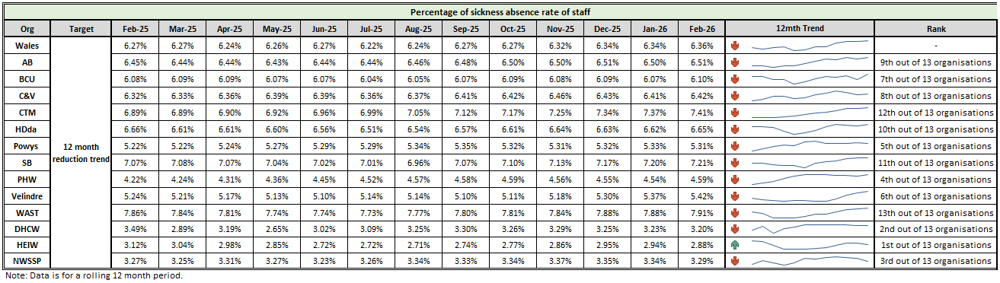 Percentage of sickness absence rate of staff
Org Target Feb-25 Mar-25 Apr-25 May-25 Jun-25 Jul-25 Aug-25 Sep-25 Oct-25 Nov-25 Dec-25 Jan-26 Feb-26 12mth Trend Rank
Wales 6.27% 6.27% 6.24% 6.26% 6.27% 6.22% 6.24% 6.27% 6.27% 6.32% 6.34% 6.34% 6.36% -
AB 6.45% 6.44% 6.44% 6.43% 6.44% 6.44% 6.46% 6.48% 6.50% 6.50% 6.51% 6.50% 6.51% 9th out of 13 organisations
BCU 6.08% 6.09% 6.09% 6.07% 6.07% 6.04% 6.05% 6.07% 6.09% 6.08% 6.09% 6.07% 6.10% 7th out of 13 organisations
C&V 6.32% 6.33% 6.36% 6.39% 6.39% 6.36% 6.37% 6.41% 6.42% 6.46% 6.43% 6.41% 6.42% 8th out of 13 organisations
CTM 6.89% 6.89% 6.90% 6.92% 6.96% 6.99% 7.05% 7.12% 7.17% 7.25% 7.34% 7.37% 7.41% 12th out of 13 organisations
HDda 6.66% 6.61% 6.61% 6.60% 6.56% 6.51% 6.54% 6.57% 6.61% 6.64% 6.63% 6.62% 6.65% 10th out of 13 organisations
12 month
reduction trend
Powys 5.22% 5.22% 5.24% 5.27% 5.29% 5.29% 5.34% 5.35% 5.32% 5.31% 5.32% 5.33% 5.31% 5th out of 13 organisations
SB 7.07% 7.08% 7.07% 7.04% 7.02% 7.01% 6.96% 7.07% 7.10% 7.13% 7.17% 7.20% 7.21% 11th out of 13 organisations
PHW 4.22% 4.24% 4.31% 4.36% 4.45% 4.52% 4.57% 4.58% 4.59% 4.56% 4.55% 4.54% 4.59% 4th out of 13 organisations
Velindre 5.24% 5.21% 5.17% 5.13% 5.10% 5.14% 5.14% 5.10% 5.11% 5.18% 5.30% 5.37% 5.42% 6th out of 13 organisations
WAST 7.86% 7.84% 7.81% 7.74% 7.74% 7.73% 7.77% 7.80% 7.81% 7.84% 7.88% 7.88% 7.91% 13th out of 13 organisations
DHCW 3.49% 2.89% 3.19% 2.65% 3.02% 3.09% 3.25% 3.30% 3.26% 3.29% 3.25% 3.23% 3.20% 2nd out of 13 organisations
HEIW 3.12% 3.04% 2.98% 2.85% 2.72% 2.72% 2.71% 2.74% 2.77% 2.86% 2.95% 2.94% 2.88% 1st out of 13 organisations
NWSSP 3.27% 3.25% 3.31% 3.27% 3.23% 3.26% 3.34% 3.33% 3.34% 3.37% 3.35% 3.34% 3.29% 3rd out of 13 organisations
Note: Data is for a rolling 12 month period.